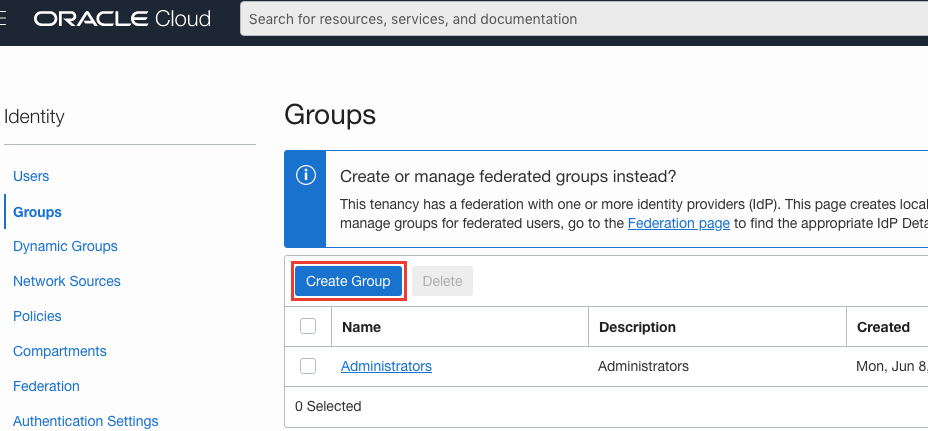 ORACLE Cloud
Search for resources, services, and documentation
Identity
Users
Groups
Dynamic Groups
Network Sources
Policies
Compartments
Federation
Authentication Settings
Groups
Create or manage federated groups instead?
This tenancy has a federation with one or more identity providers (IdP). This page creates local
manage groups for federated users, go to the Federation page to find the appropriate IdP Deta
Create Group Delete
Name Description Created
Administrators Administrators Mon, Jun 8,
0 Selected